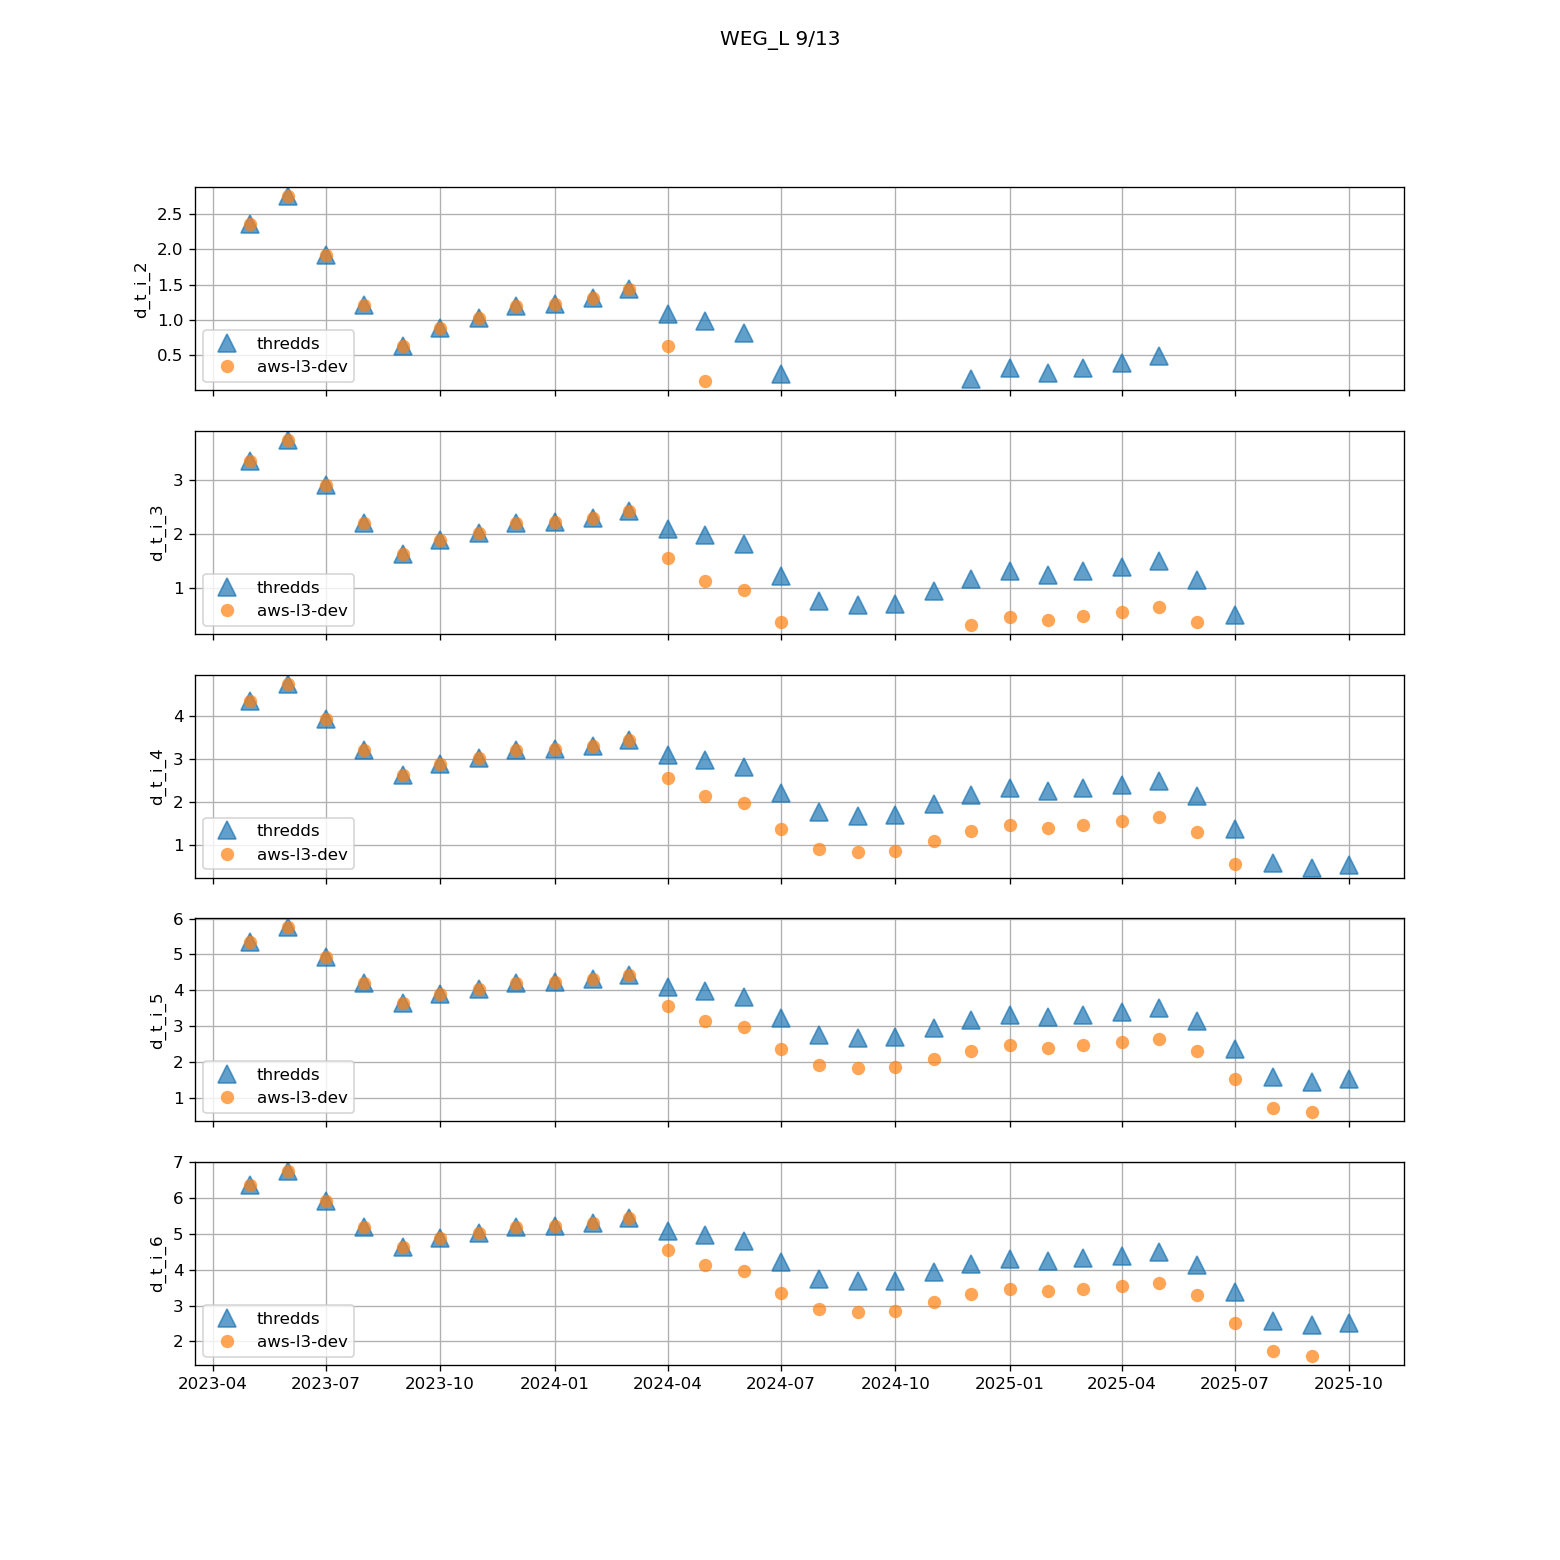 WEG_L 9/13
2.5
2.0
1.5
1.0
0.5
d_t_i_2
thredds
aws-l3-dev
3
2
1
d_t_i_3
thredds
aws-l3-dev
4
3
2
1
d_t_i_4
thredds
aws-l3-dev
6
5
4
3
2
1
d_t_i_5
thredds
aws-l3-dev
7
6
5
4
3
2
d_t_i_6
thredds
aws-l3-dev
2023-04 2023-07 2023-10 2024-01 2024-04 2024-07 2024-10 2025-01 2025-04 2025-07 2025-10